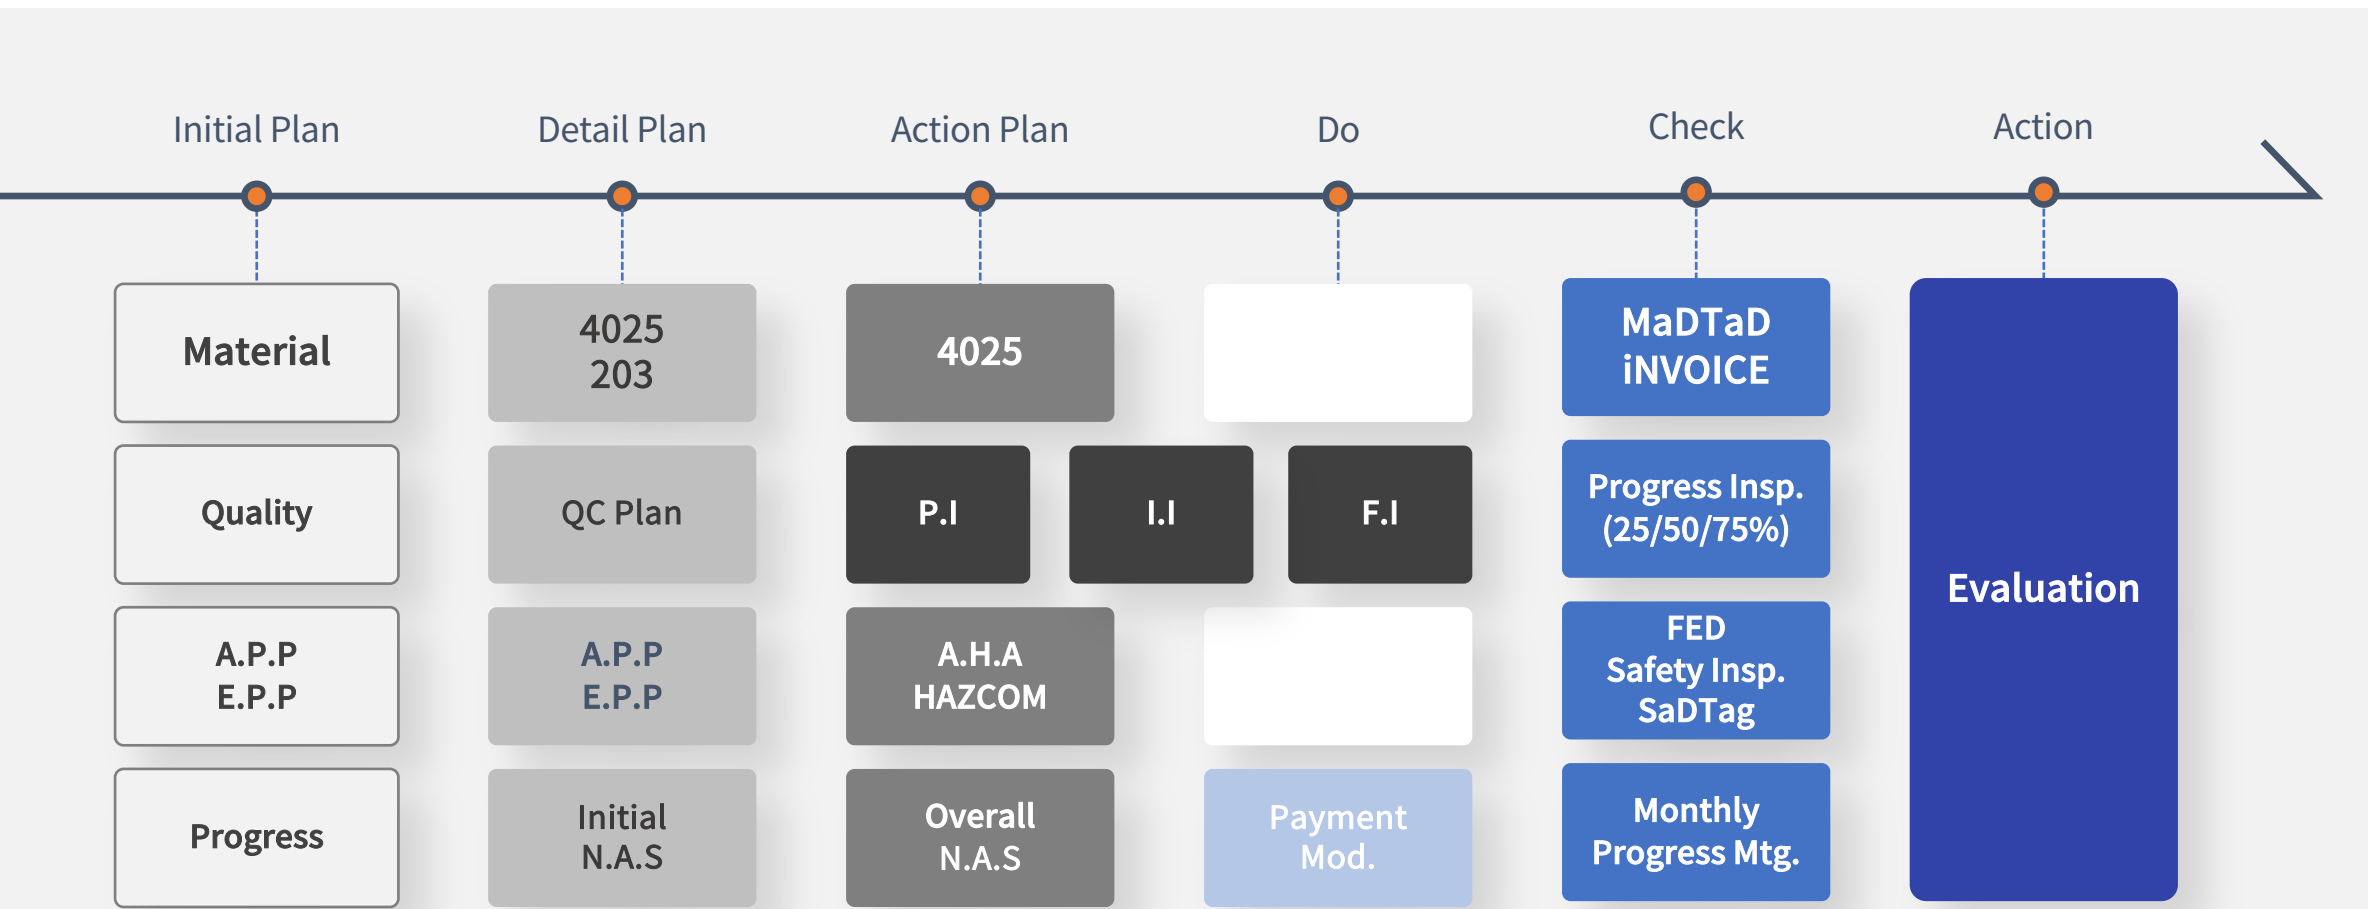 Initial Plan
Detail Plan
Action Plan
Do
Check
Action
Material
4025
203
4025
MaDTaD
iNVOICE
Quality
QC Plan
P.I
I.I
F.I
Progress Insp.
(25/50/75%)
Evaluation
A.P.P
E.P.P
A.P.P
E.P.P
A.H.A
HAZCOM
FED
Safety Insp.
SaDTag
Progress
Initial
N.A.S
Overall
N.A.S
Payment
Mod.
Monthly
Progress Mtg.